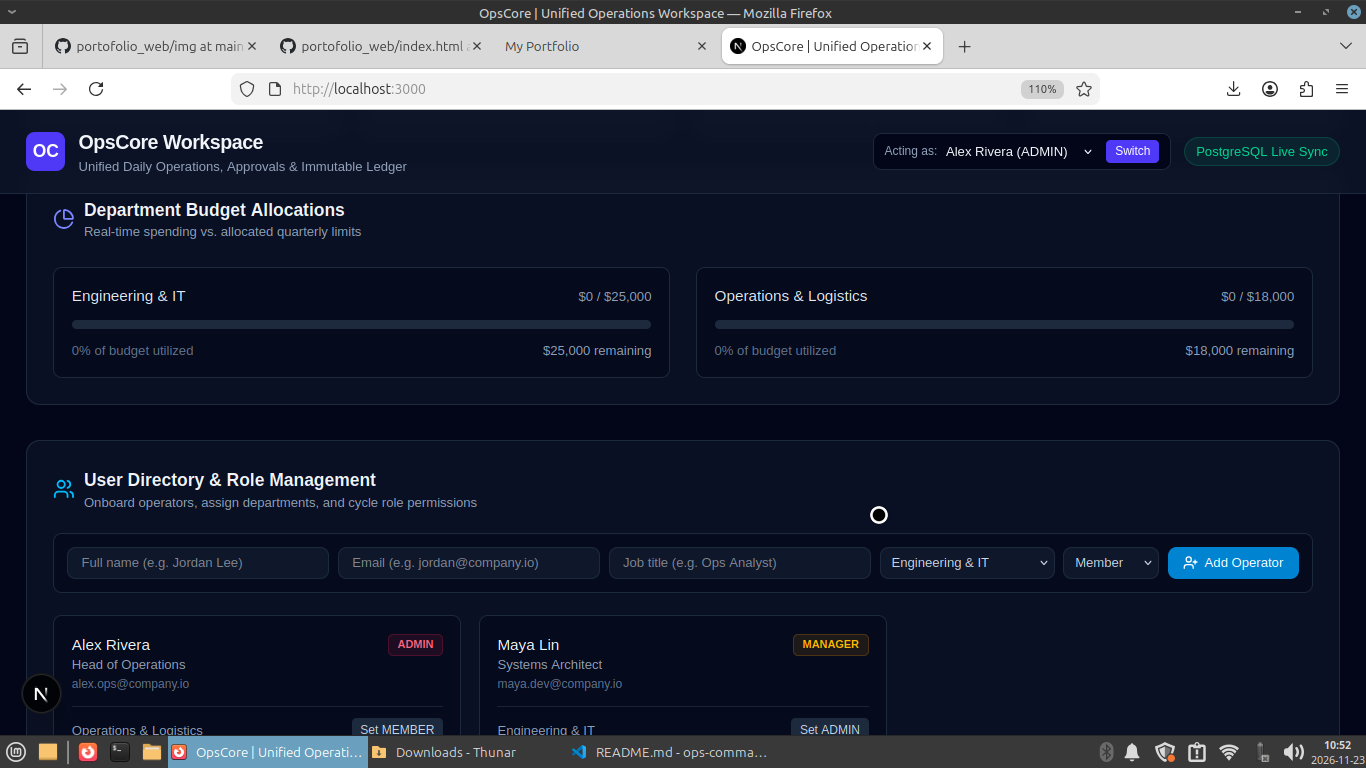 OpsCore | Unified Operations Workspace — Mozilla Firefox
portofolio_web/img at main
portofolio_web/index.html
My Portfolio
OpsCore | Unified Operation
http://localhost:3000
110%
OC
OpsCore Workspace
Unified Daily Operations, Approvals & Immutable Ledger
Acting as: Alex Rivera (ADMIN)
Switch
PostgreSQL Live Sync
Department Budget Allocations
Real-time spending vs. allocated quarterly limits
Engineering & IT
$0 / $25,000
0% of budget utilized
$25,000 remaining
Operations & Logistics
$0 / $18,000
0% of budget utilized
$18,000 remaining
User Directory & Role Management
Onboard operators, assign departments, and cycle role permissions
Full name (e.g. Jordan Lee)
Email (e.g. jordan@company.io)
Job title (e.g. Ops Analyst)
Engineering & IT
Member
Add Operator
Alex Rivera
ADMIN
Head of Operations
alex.ops@company.io
Operations & Logistics
Set MEMBER
Maya Lin
MANAGER
Systems Architect
maya.dev@company.io
Engineering & IT
Set ADMIN
N
OpsCore | Unified Operati...
Downloads - Thunar
README.md - ops-comma...
10:52
2026-11-23